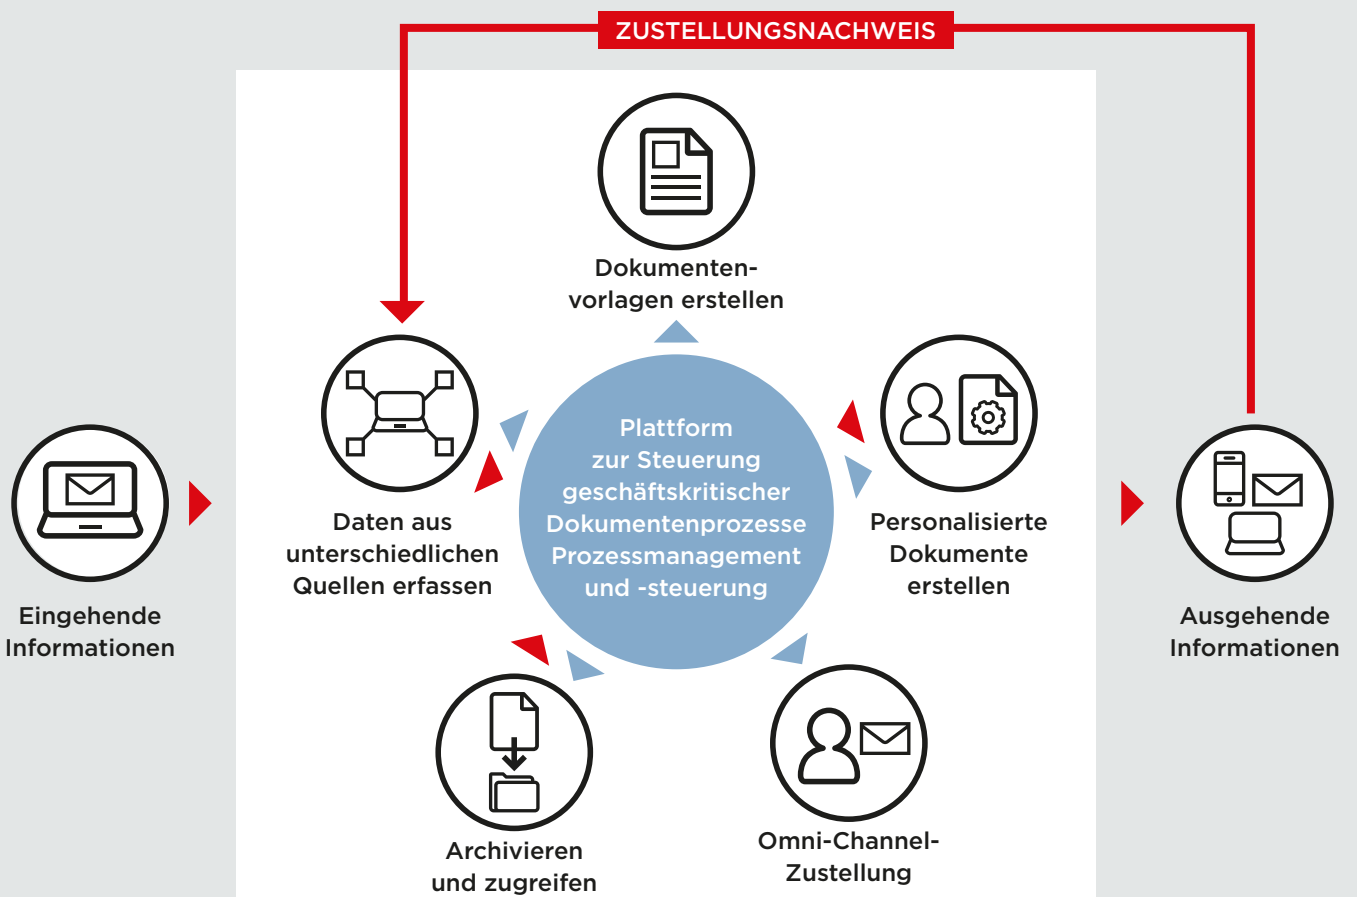 ZUSTELLUNGSNACHWEIS
Dokumenten-
vorlagen erstellen
Daten aus
unterschiedlichen
Quellen erfassen
Plattform
zur Steuerung
geschäftskritischer
Dokumentenprozesse
Prozessmanagement
und -steuerung
Personalisierte
Dokumente
erstellen
Eingehende
Informationen
Ausgehende
Informationen
Archivieren
und zugreifen
Omni-Channel-
Zustellung